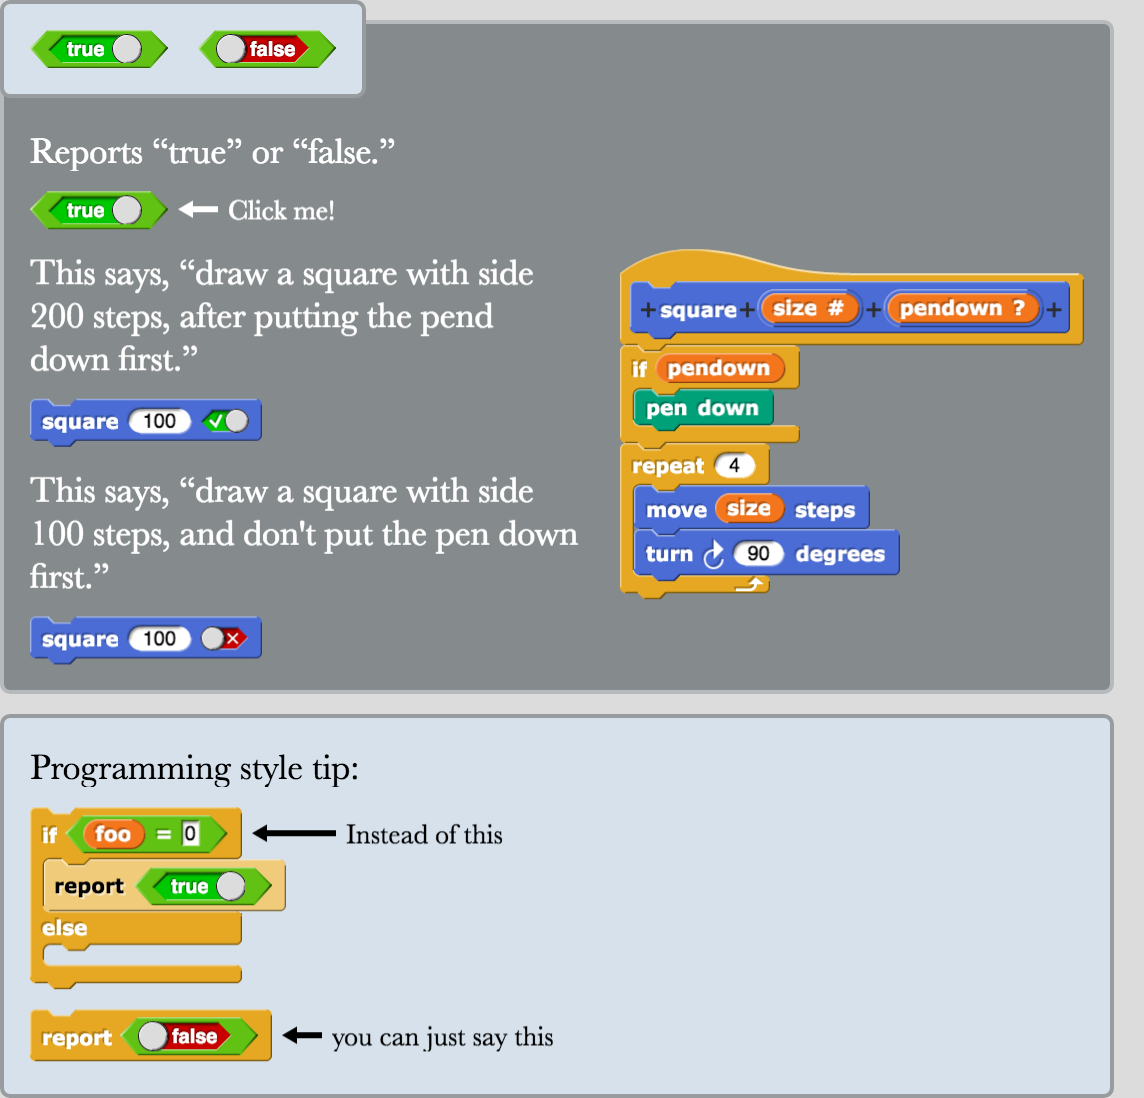 true false
Reports “true” or “false.”
true Click me!
This says, “draw a square with side
200 steps, after putting the pend
down first.”
square 100
This says, “draw a square with side
100 steps, and don't put the pen down
first.”
square 100
+ square + size # + pendown ? +
if pendown
pen down
repeat 4
move size steps
turn 90 degrees
Programming style tip:
if foo = 0 Instead of this
report true
else
report false you can just say this